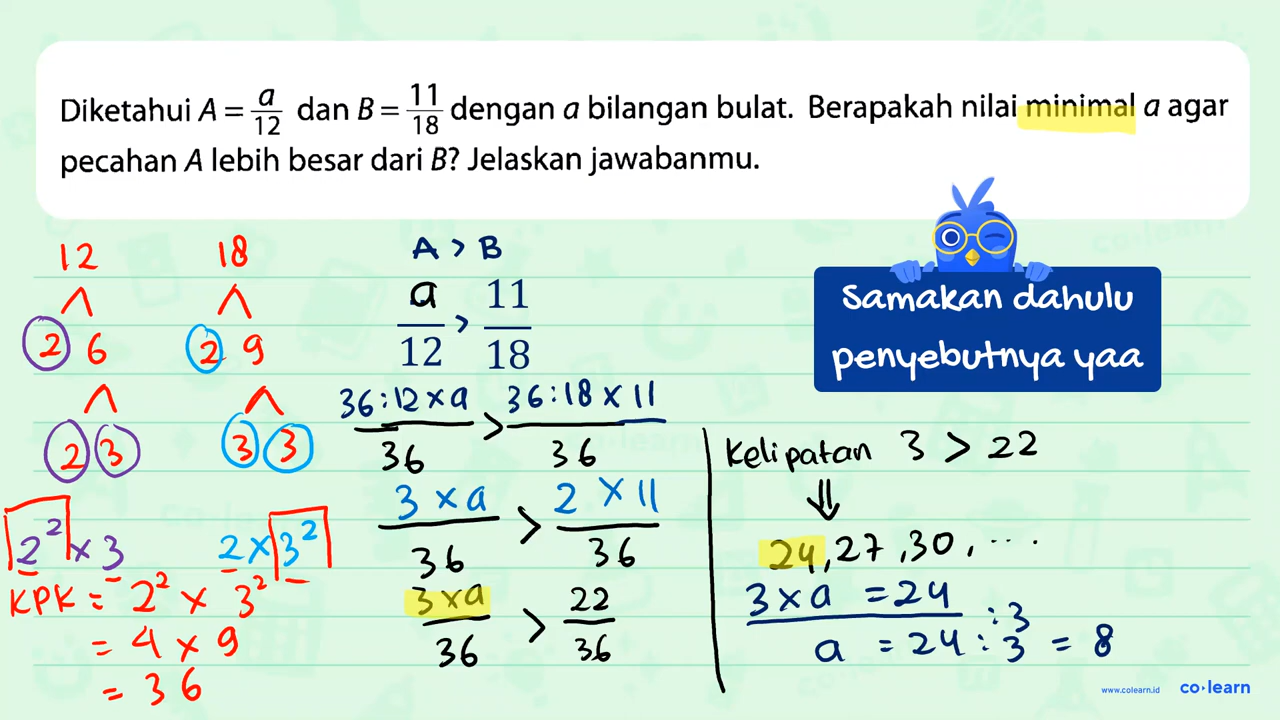 Diketahui A = a/12 dan B = 11/18 dengan a bilangan bulat. Berapakah nilai minimal a agar
pecahan A lebih besar dari B? Jelaskan jawabanmu.
12
2 6
2 3
2² × 3
18
2 9
3 3
2 × 3²
KPK = 2² × 3²
= 4 × 9
= 36
A > B
a/12 > 11/18
36:12 × a/36 > 36:18 × 11/36
3 × a/36 > 2 × 11/36
3 × a/36 > 22/36
Samakan dahulu
penyebutnya yaa
Kelipatan 3 > 22
⇓
24, 27, 30, ...
3 × a = 24
: 3
a = 24 : 3 = 8
www.colearn.id co·learn